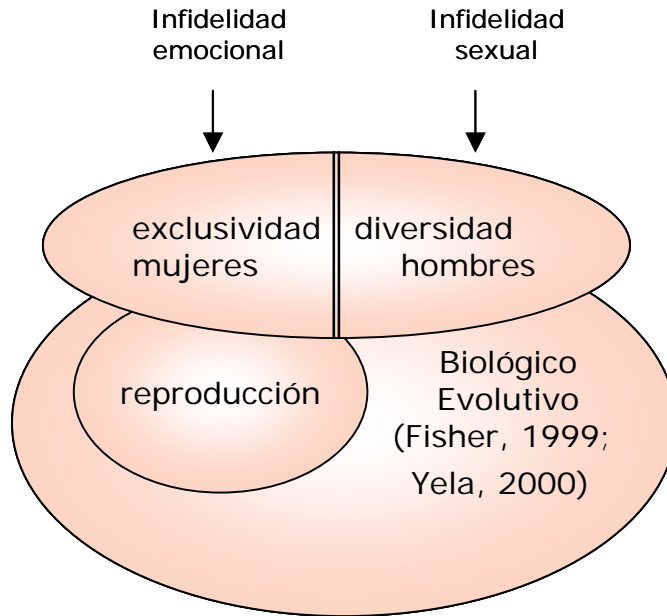 Infidelidad
emocional
Infidelidad
sexual
exclusividad
mujeres
diversidad
hombres
reproducción
Biológico
Evolutivo
(Fisher, 1999;
Yela, 2000)